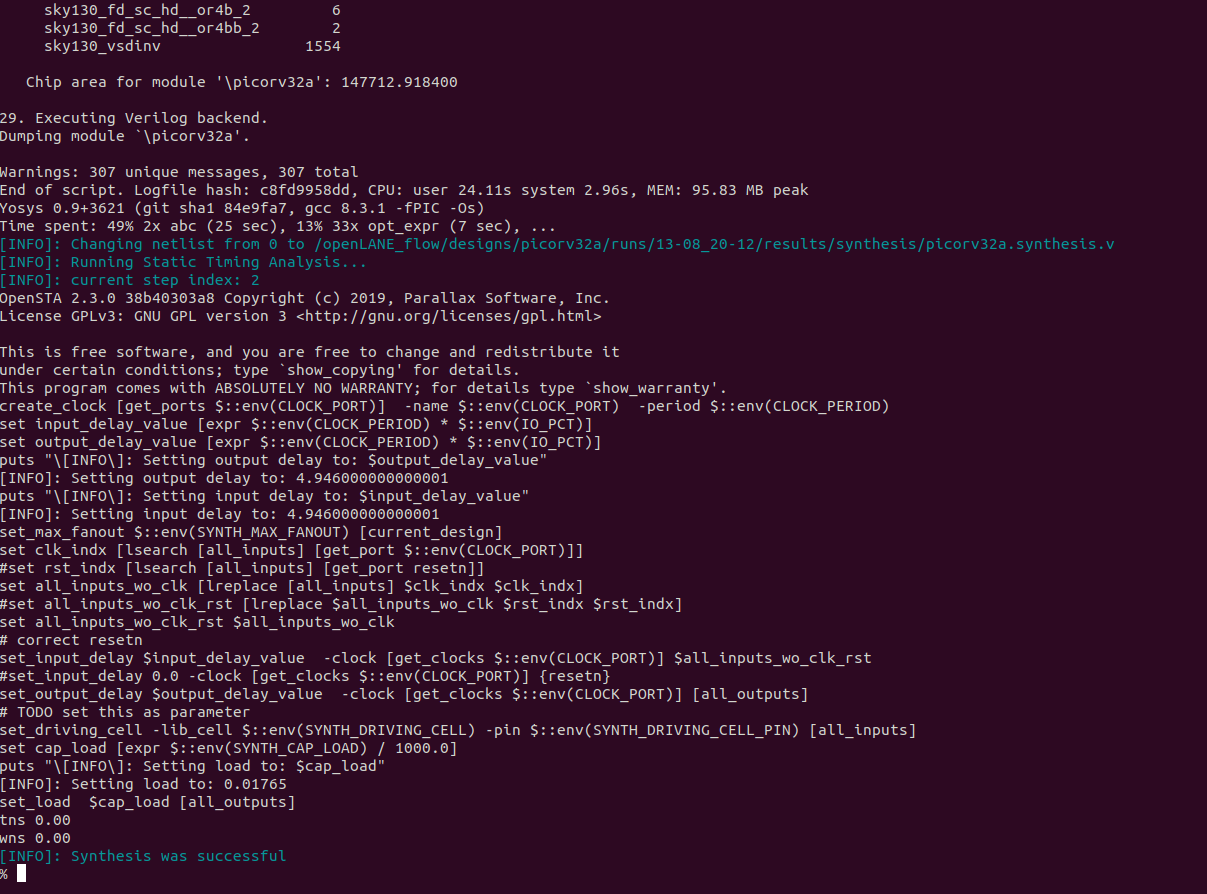 sky130_fd_sc_hd__or4b_2         6
sky130_fd_sc_hd__or4bb_2        2
sky130_vsdinv                1554
Chip area for module '\picorv32a': 147712.918400
29. Executing Verilog backend.
Dumping module `\picorv32a'.
Warnings: 307 unique messages, 307 total
End of script. Logfile hash: c8fd9958dd, CPU: user 24.11s system 2.96s, MEM: 95.83 MB peak
Yosys 0.9+3621 (git sha1 84e9fa7, gcc 8.3.1 -fPIC -Os)
Time spent: 49% 2x abc (25 sec), 13% 33x opt_expr (7 sec), ...
[INFO]: Changing netlist from 0 to /openLANE_flow/designs/picorv32a/runs/13-08_20-12/results/synthesis/picorv32a.synthesis.v
[INFO]: Running Static Timing Analysis...
[INFO]: current step index: 2
OpenSTA 2.3.0 38b40303a8 Copyright (c) 2019, Parallax Software, Inc.
License GPLv3: GNU GPL version 3 <http://gnu.org/licenses/gpl.html>
This is free software, and you are free to change and redistribute it
under certain conditions; type `show_copying' for details.
This program comes with ABSOLUTELY NO WARRANTY; for details type `show_warranty'.
create_clock [get_ports $::env(CLOCK_PORT)]  -name $::env(CLOCK_PORT)  -period $::env(CLOCK_PERIOD)
set input_delay_value [expr $::env(CLOCK_PERIOD) * $::env(IO_PCT)]
set output_delay_value [expr $::env(CLOCK_PERIOD) * $::env(IO_PCT)]
puts "\[INFO\]: Setting output delay to: $output_delay_value"
[INFO]: Setting output delay to: 4.946000000000001
puts "\[INFO\]: Setting input delay to: $input_delay_value"
[INFO]: Setting input delay to: 4.946000000000001
set_max_fanout $::env(SYNTH_MAX_FANOUT) [current_design]
set clk_indx [lsearch [all_inputs] [get_port $::env(CLOCK_PORT)]]
#set rst_indx [lsearch [all_inputs] [get_port resetn]]
set all_inputs_wo_clk [lreplace [all_inputs] $clk_indx $clk_indx]
#set all_inputs_wo_clk_rst [lreplace $all_inputs_wo_clk $rst_indx $rst_indx]
set all_inputs_wo_clk_rst $all_inputs_wo_clk
# correct resetn
set_input_delay $input_delay_value  -clock [get_clocks $::env(CLOCK_PORT)] $all_inputs_wo_clk_rst
#set_input_delay 0.0 -clock [get_clocks $::env(CLOCK_PORT)] {resetn}
set_output_delay $output_delay_value  -clock [get_clocks $::env(CLOCK_PORT)] [all_outputs]
# TODO set this as parameter
set_driving_cell -lib_cell $::env(SYNTH_DRIVING_CELL) -pin $::env(SYNTH_DRIVING_CELL_PIN) [all_inputs]
set cap_load [expr $::env(SYNTH_CAP_LOAD) / 1000.0]
puts "\[INFO\]: Setting load to: $cap_load"
[INFO]: Setting load to: 0.01765
set_load  $cap_load [all_outputs]
tns 0.00
wns 0.00
[INFO]: Synthesis was successful
%